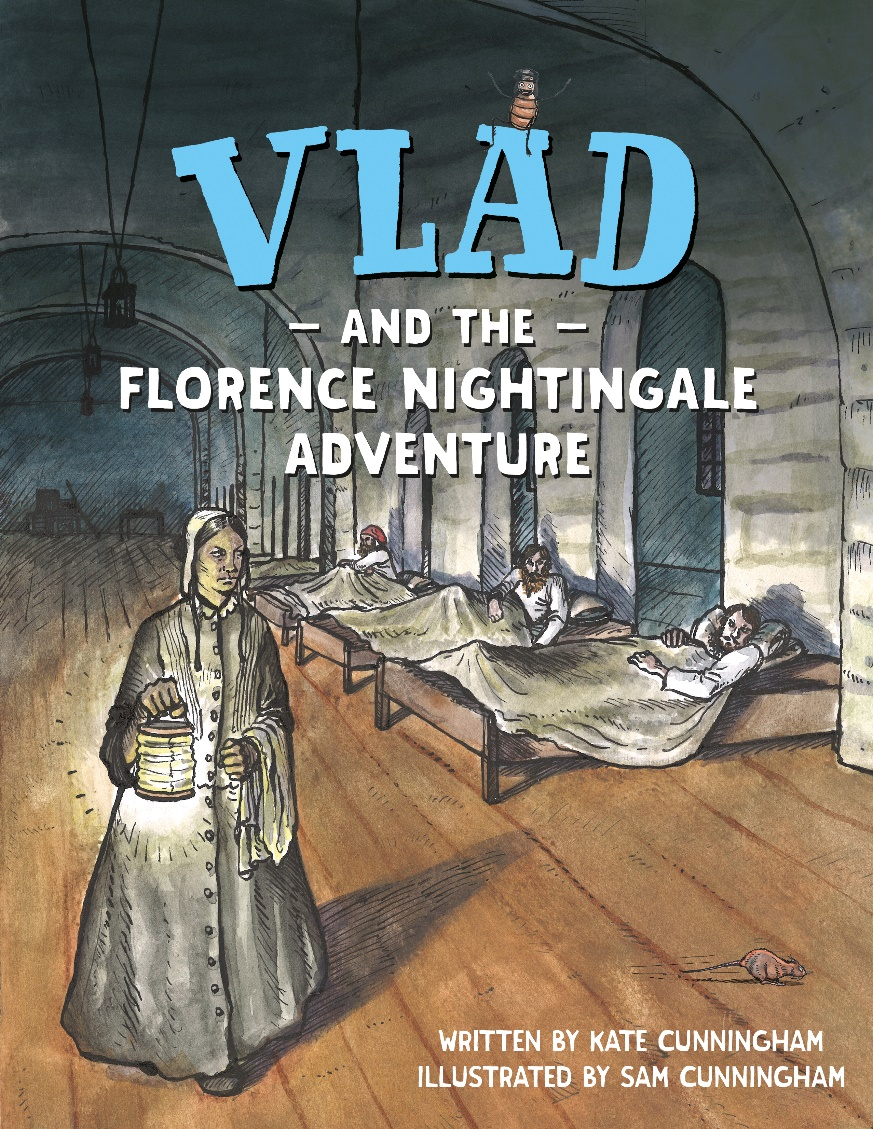 VLAD
– AND THE –
FLORENCE NIGHTINGALE
ADVENTURE
WRITTEN BY KATE CUNNINGHAM
ILLUSTRATED BY SAM CUNNINGHAM